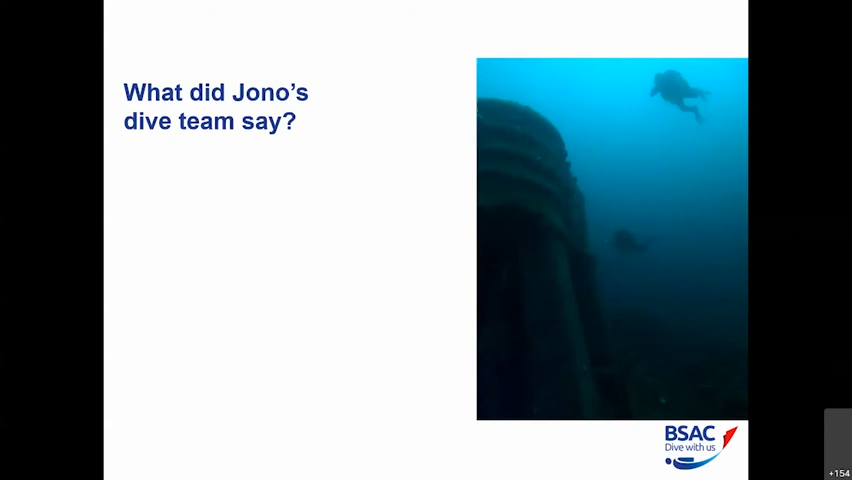 What did Jono's
dive team say?
BSAC
Dive with us
+154